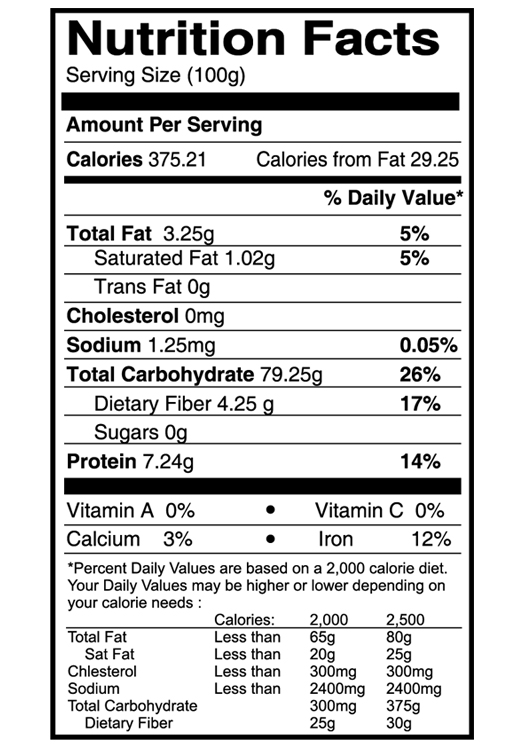 Nutrition Facts
Serving Size (100g)
Amount Per Serving
Calories 375.21 Calories from Fat 29.25
% Daily Value*
Total Fat 3.25g 5%
Saturated Fat 1.02g 5%
Trans Fat 0g
Cholesterol 0mg
Sodium 1.25mg 0.05%
Total Carbohydrate 79.25g 26%
Dietary Fiber 4.25 g 17%
Sugars 0g
Protein 7.24g 14%
Vitamin A 0% • Vitamin C 0%
Calcium 3% • Iron 12%
*Percent Daily Values are based on a 2,000 calorie diet.
Your Daily Values may be higher or lower depending on
your calorie needs :
Calories: 2,000 2,500
Total Fat Less than 65g 80g
Sat Fat Less than 20g 25g
Chlesterol Less than 300mg 300mg
Sodium Less than 2400mg 2400mg
Total Carbohydrate 300mg 375g
Dietary Fiber 25g 30g